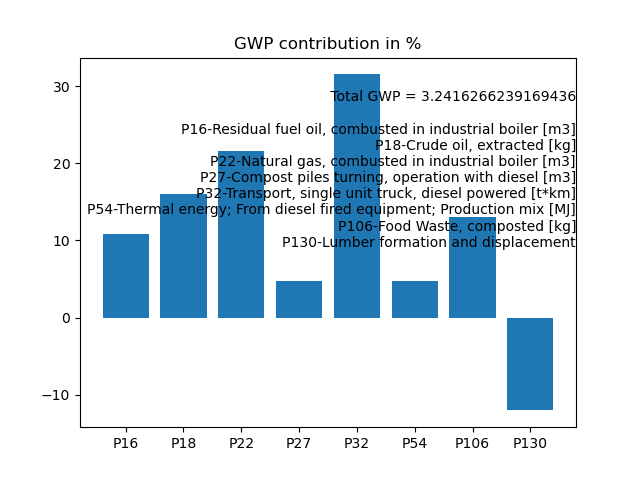 GWP contribution in %
30
20
10
0
−10
Total GWP = 3.2416266239169436
P16-Residual fuel oil, combusted in industrial boiler [m3]
P18-Crude oil, extracted [kg]
P22-Natural gas, combusted in industrial boiler [m3]
P27-Compost piles turning, operation with diesel [m3]
P32-Transport, single unit truck, diesel powered [t*km]
P54-Thermal energy; From diesel fired equipment; Production mix [MJ]
P106-Food Waste, composted [kg]
P130-Lumber formation and displacement
P16 P18 P22 P27 P32 P54 P106 P130